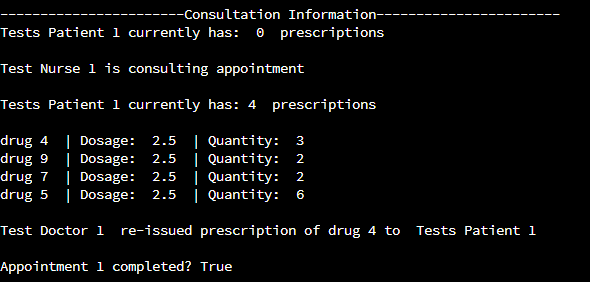 -----------------------Consultation Information-----------------------
Tests Patient 1 currently has:  0  prescriptions
Test Nurse 1 is consulting appointment
Tests Patient 1 currently has: 4  prescriptions
drug 4  | Dosage:  2.5  | Quantity:  3
drug 9  | Dosage:  2.5  | Quantity:  2
drug 7  | Dosage:  2.5  | Quantity:  2
drug 5  | Dosage:  2.5  | Quantity:  6
Test Doctor 1  re-issued prescription of drug 4 to  Tests Patient 1
Appointment 1 completed? True